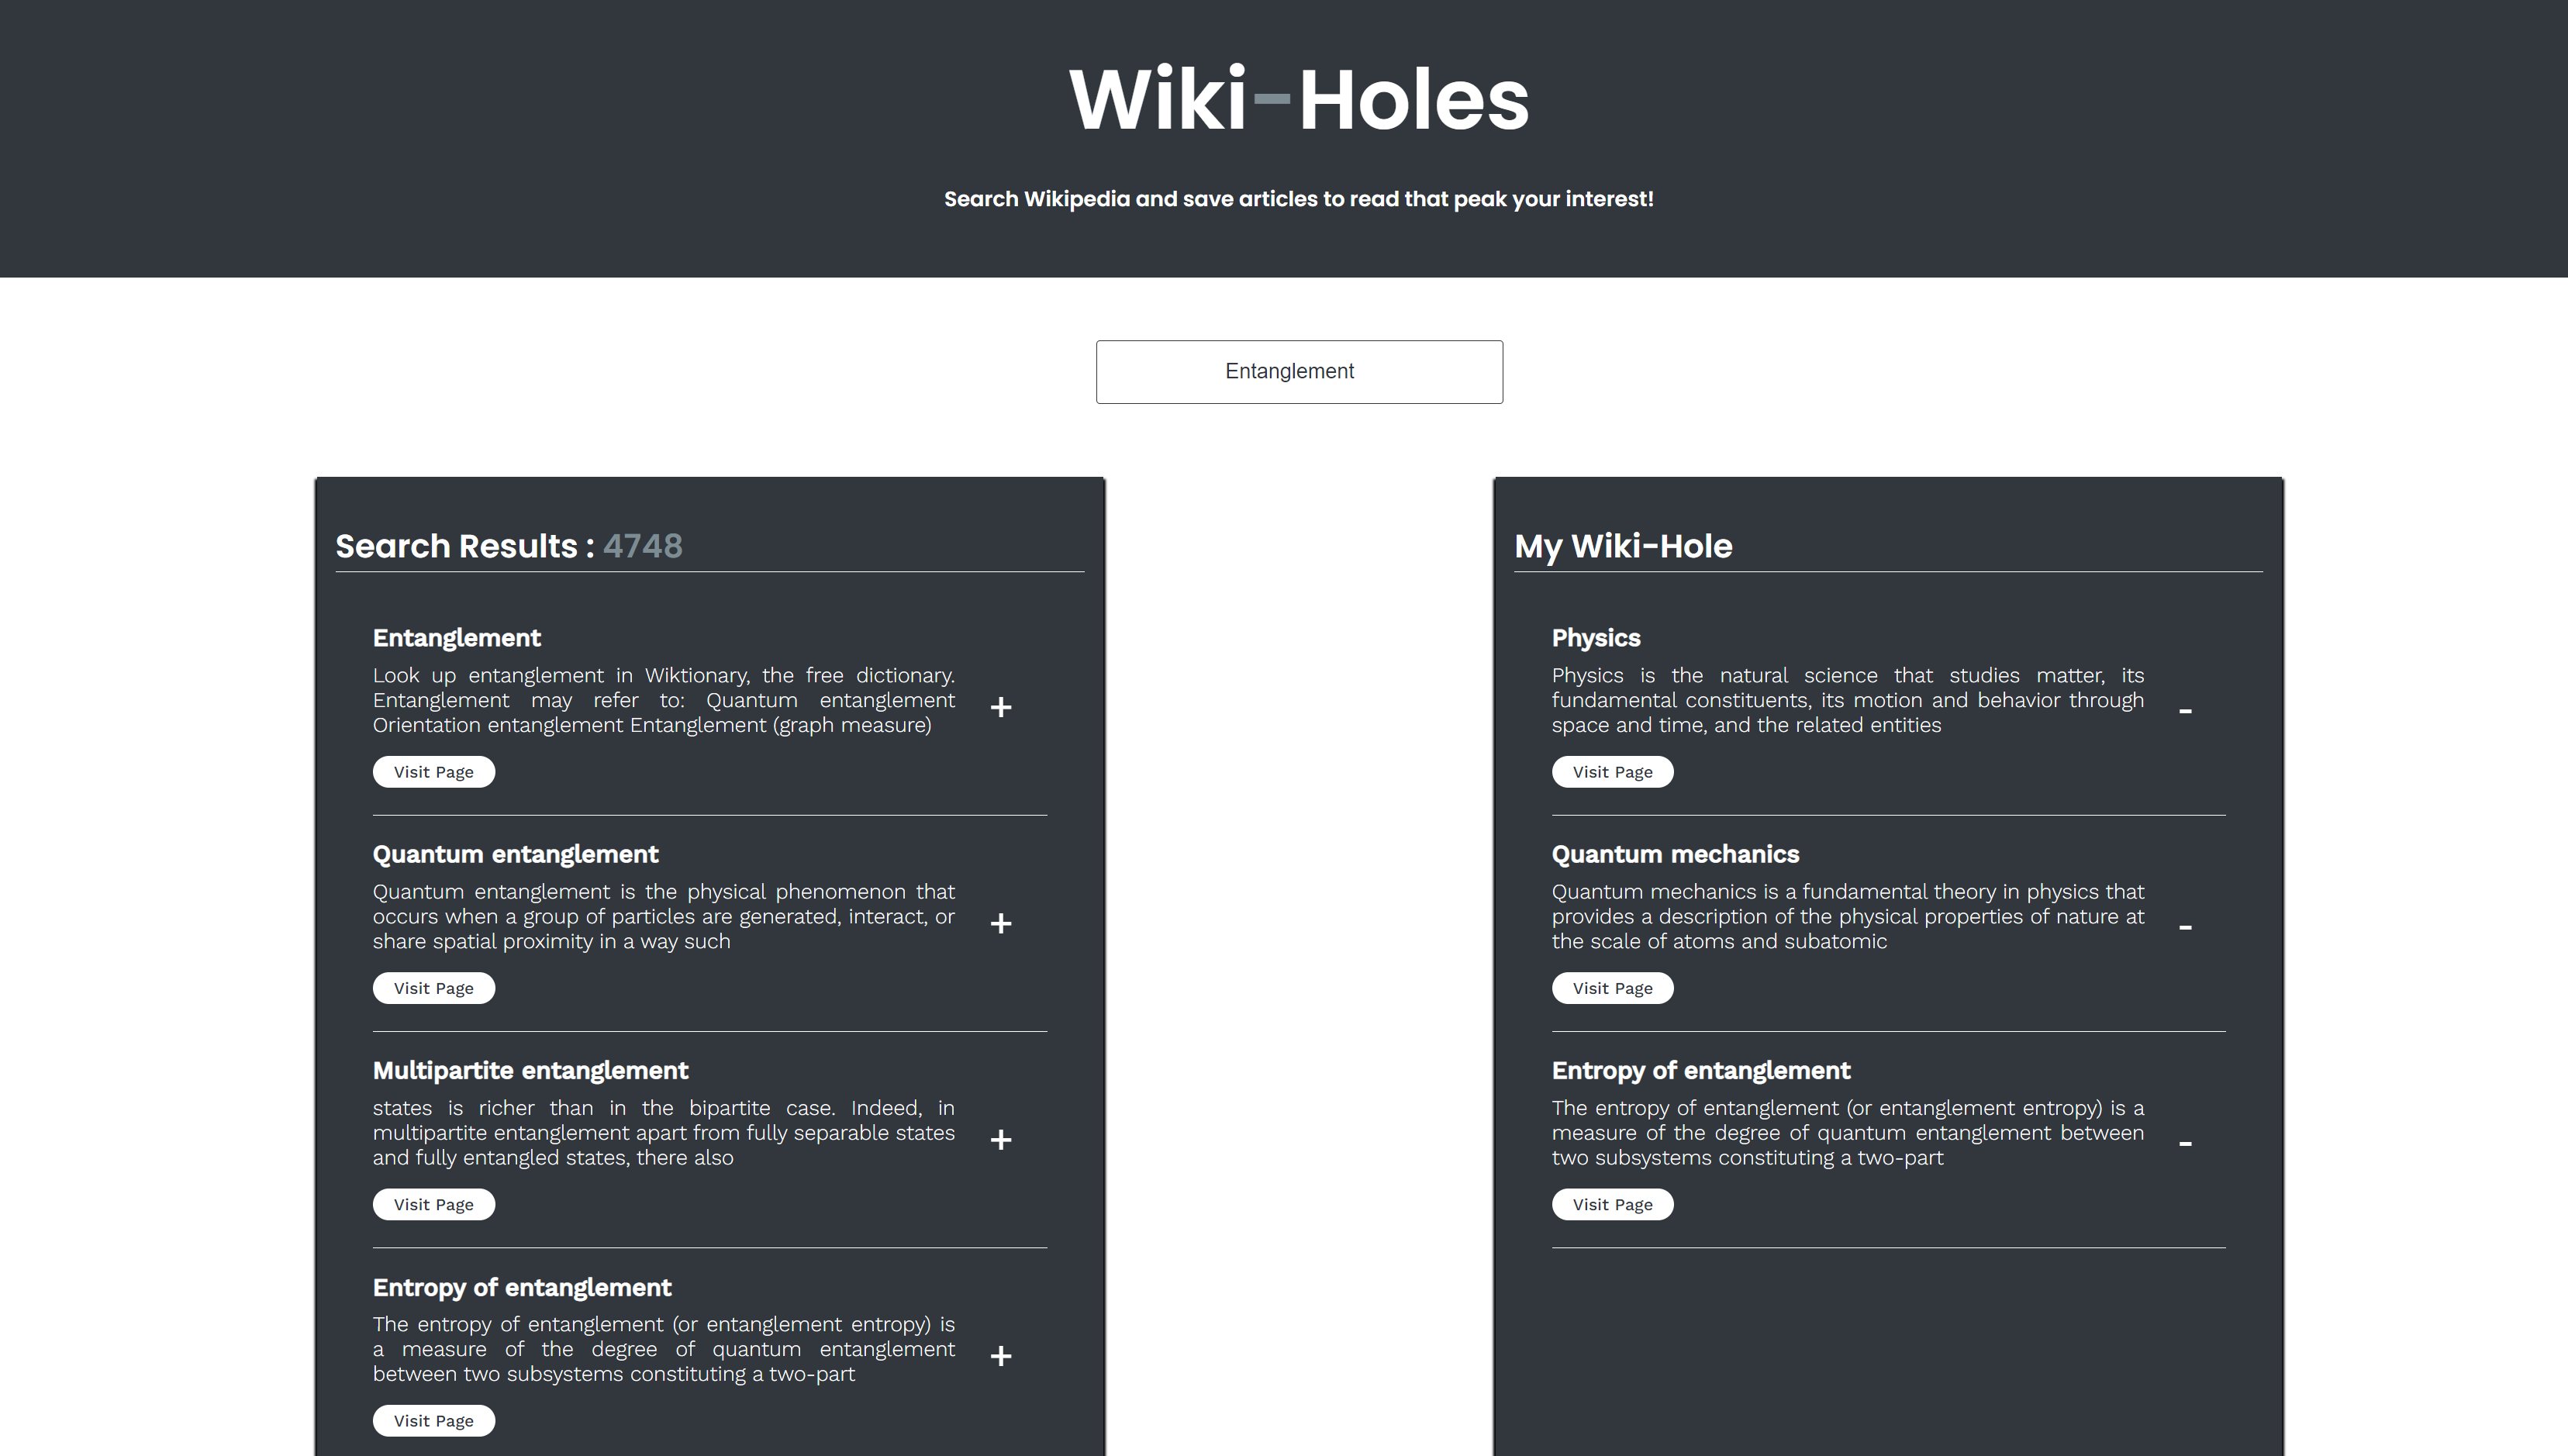 Wiki-Holes
Search Wikipedia and save articles to read that peak your interest!
Entanglement
Search Results : 4748
Entanglement
Look up entanglement in Wiktionary, the free dictionary.
Entanglement may refer to: Quantum entanglement
Orientation entanglement Entanglement (graph measure)
+
Visit Page
Quantum entanglement
Quantum entanglement is the physical phenomenon that
occurs when a group of particles are generated, interact, or
share spatial proximity in a way such
+
Visit Page
Multipartite entanglement
states is richer than in the bipartite case. Indeed, in
multipartite entanglement apart from fully separable states
and fully entangled states, there also
+
Visit Page
Entropy of entanglement
The entropy of entanglement (or entanglement entropy) is
a measure of the degree of quantum entanglement
between two subsystems constituting a two-part
+
Visit Page
My Wiki-Hole
Physics
Physics is the natural science that studies matter, its
fundamental constituents, its motion and behavior through
space and time, and the related entities
-
Visit Page
Quantum mechanics
Quantum mechanics is a fundamental theory in physics that
provides a description of the physical properties of nature at
the scale of atoms and subatomic
-
Visit Page
Entropy of entanglement
The entropy of entanglement (or entanglement entropy) is a
measure of the degree of quantum entanglement between
two subsystems constituting a two-part
-
Visit Page